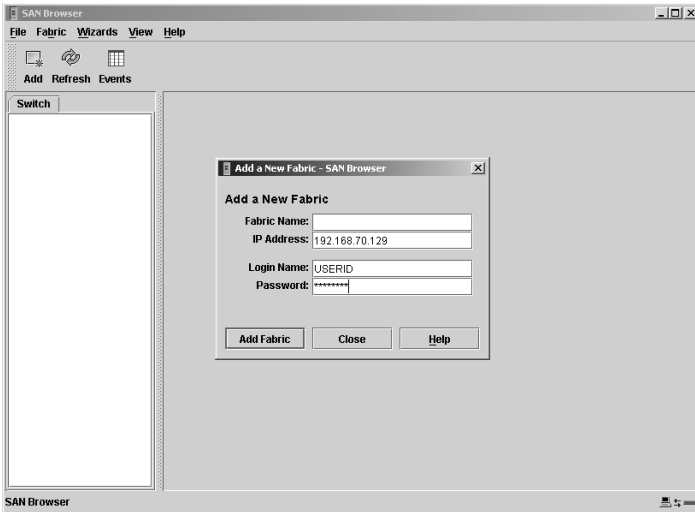 SAN Browser
File Fabric Wizards View Help
Add Refresh Events
Switch
Add a New Fabric - SAN Browser
Add a New Fabric
Fabric Name:
IP Address: 192.168.70.129
Login Name: USERID
Password: ********
Add Fabric Close Help
SAN Browser